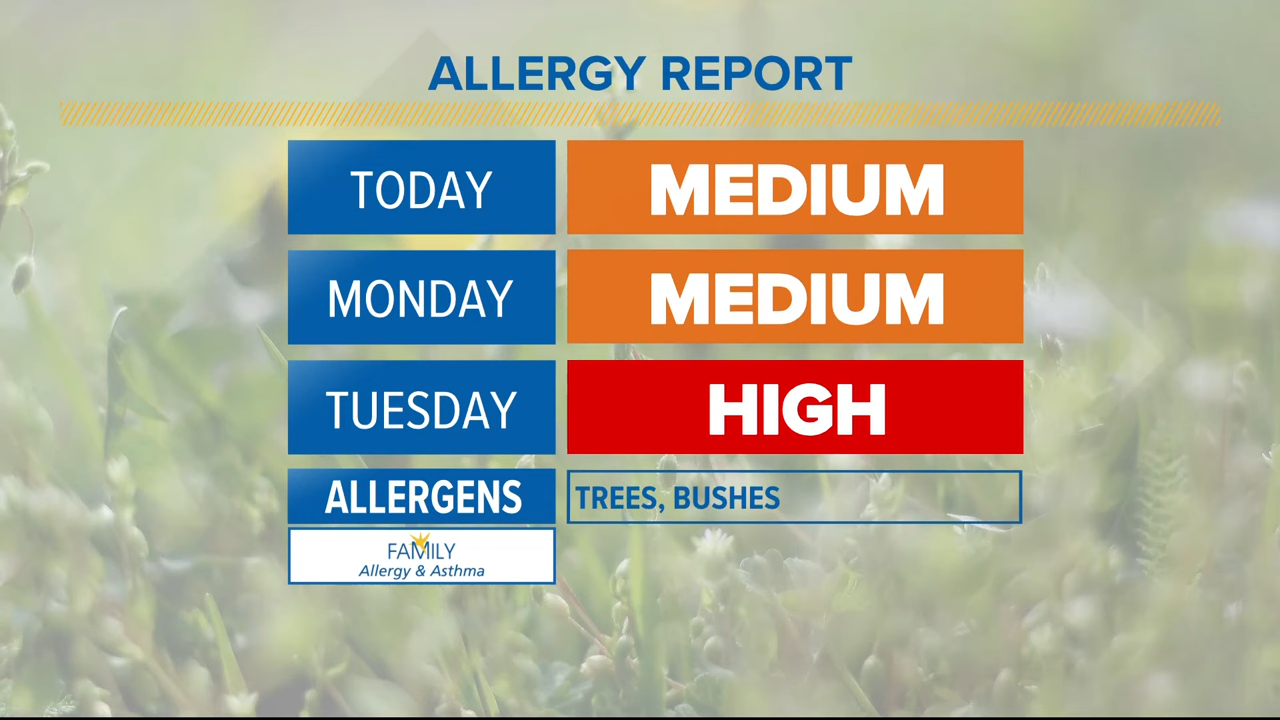 ALLERGY REPORT
TODAY MEDIUM
MONDAY MEDIUM
TUESDAY HIGH
ALLERGENS TREES, BUSHES
FAMILY
Allergy & Asthma